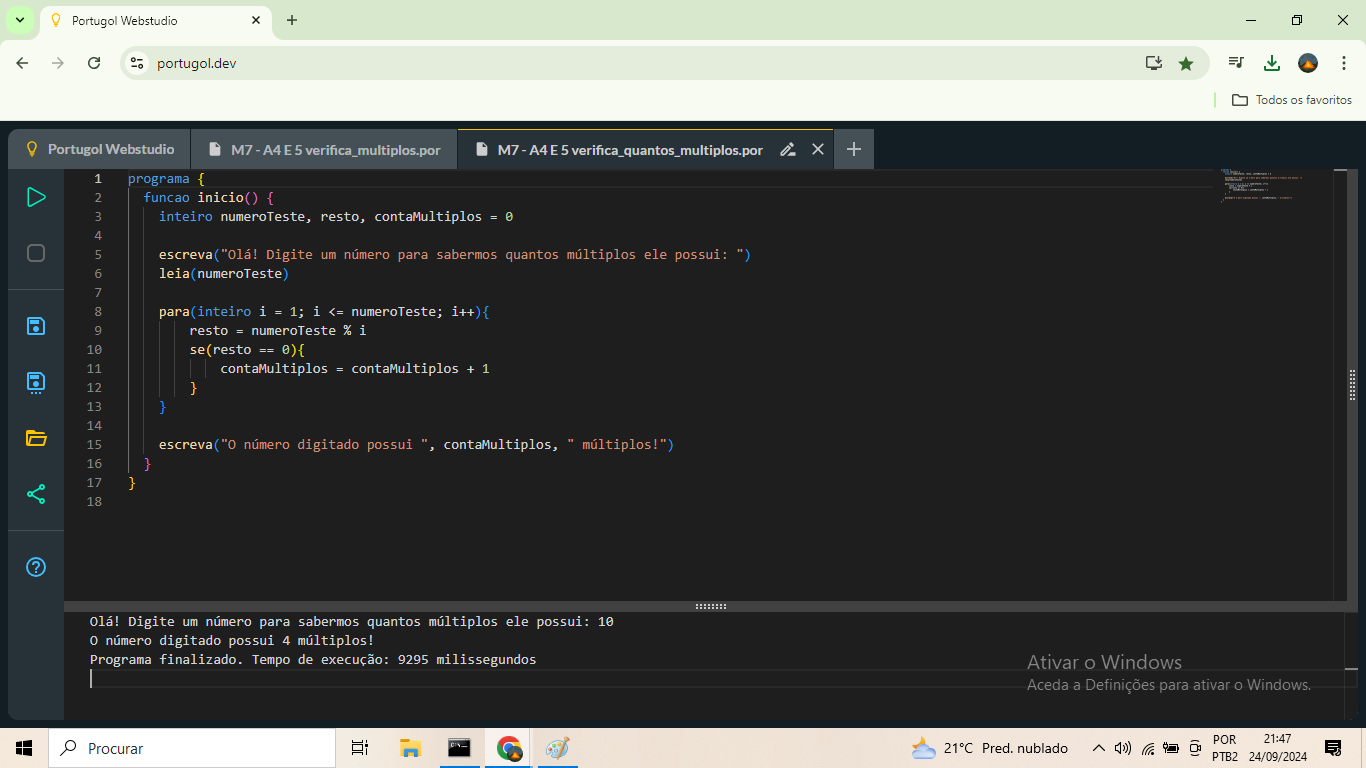 Portugol Webstudio
portugol.dev
Todos os favoritos
Portugol Webstudio
M7 - A4 E 5 verifica_multiplos.por
M7 - A4 E 5 verifica_quantos_multiplos.por
1 programa {
2 funcao inicio() {
3 inteiro numeroTeste, resto, contaMultiplos = 0
4
5 escreva("Olá! Digite um número para sabermos quantos múltiplos ele possui: ")
6 leia(numeroTeste)
7
8 para(inteiro i = 1; i <= numeroTeste; i++){
9 resto = numeroTeste % i
10 se(resto == 0){
11 contaMultiplos = contaMultiplos + 1
12 }
13 }
14
15 escreva("O número digitado possui ", contaMultiplos, " múltiplos!")
16 }
17 }
18
Olá! Digite um número para sabermos quantos múltiplos ele possui: 10
O número digitado possui 4 múltiplos!
Programa finalizado. Tempo de execução: 9295 milissegundos
Ativar o Windows
Aceda a Definições para ativar o Windows.
Procurar
21°C Pred. nublado
POR
PTB2
21:47
24/09/2024